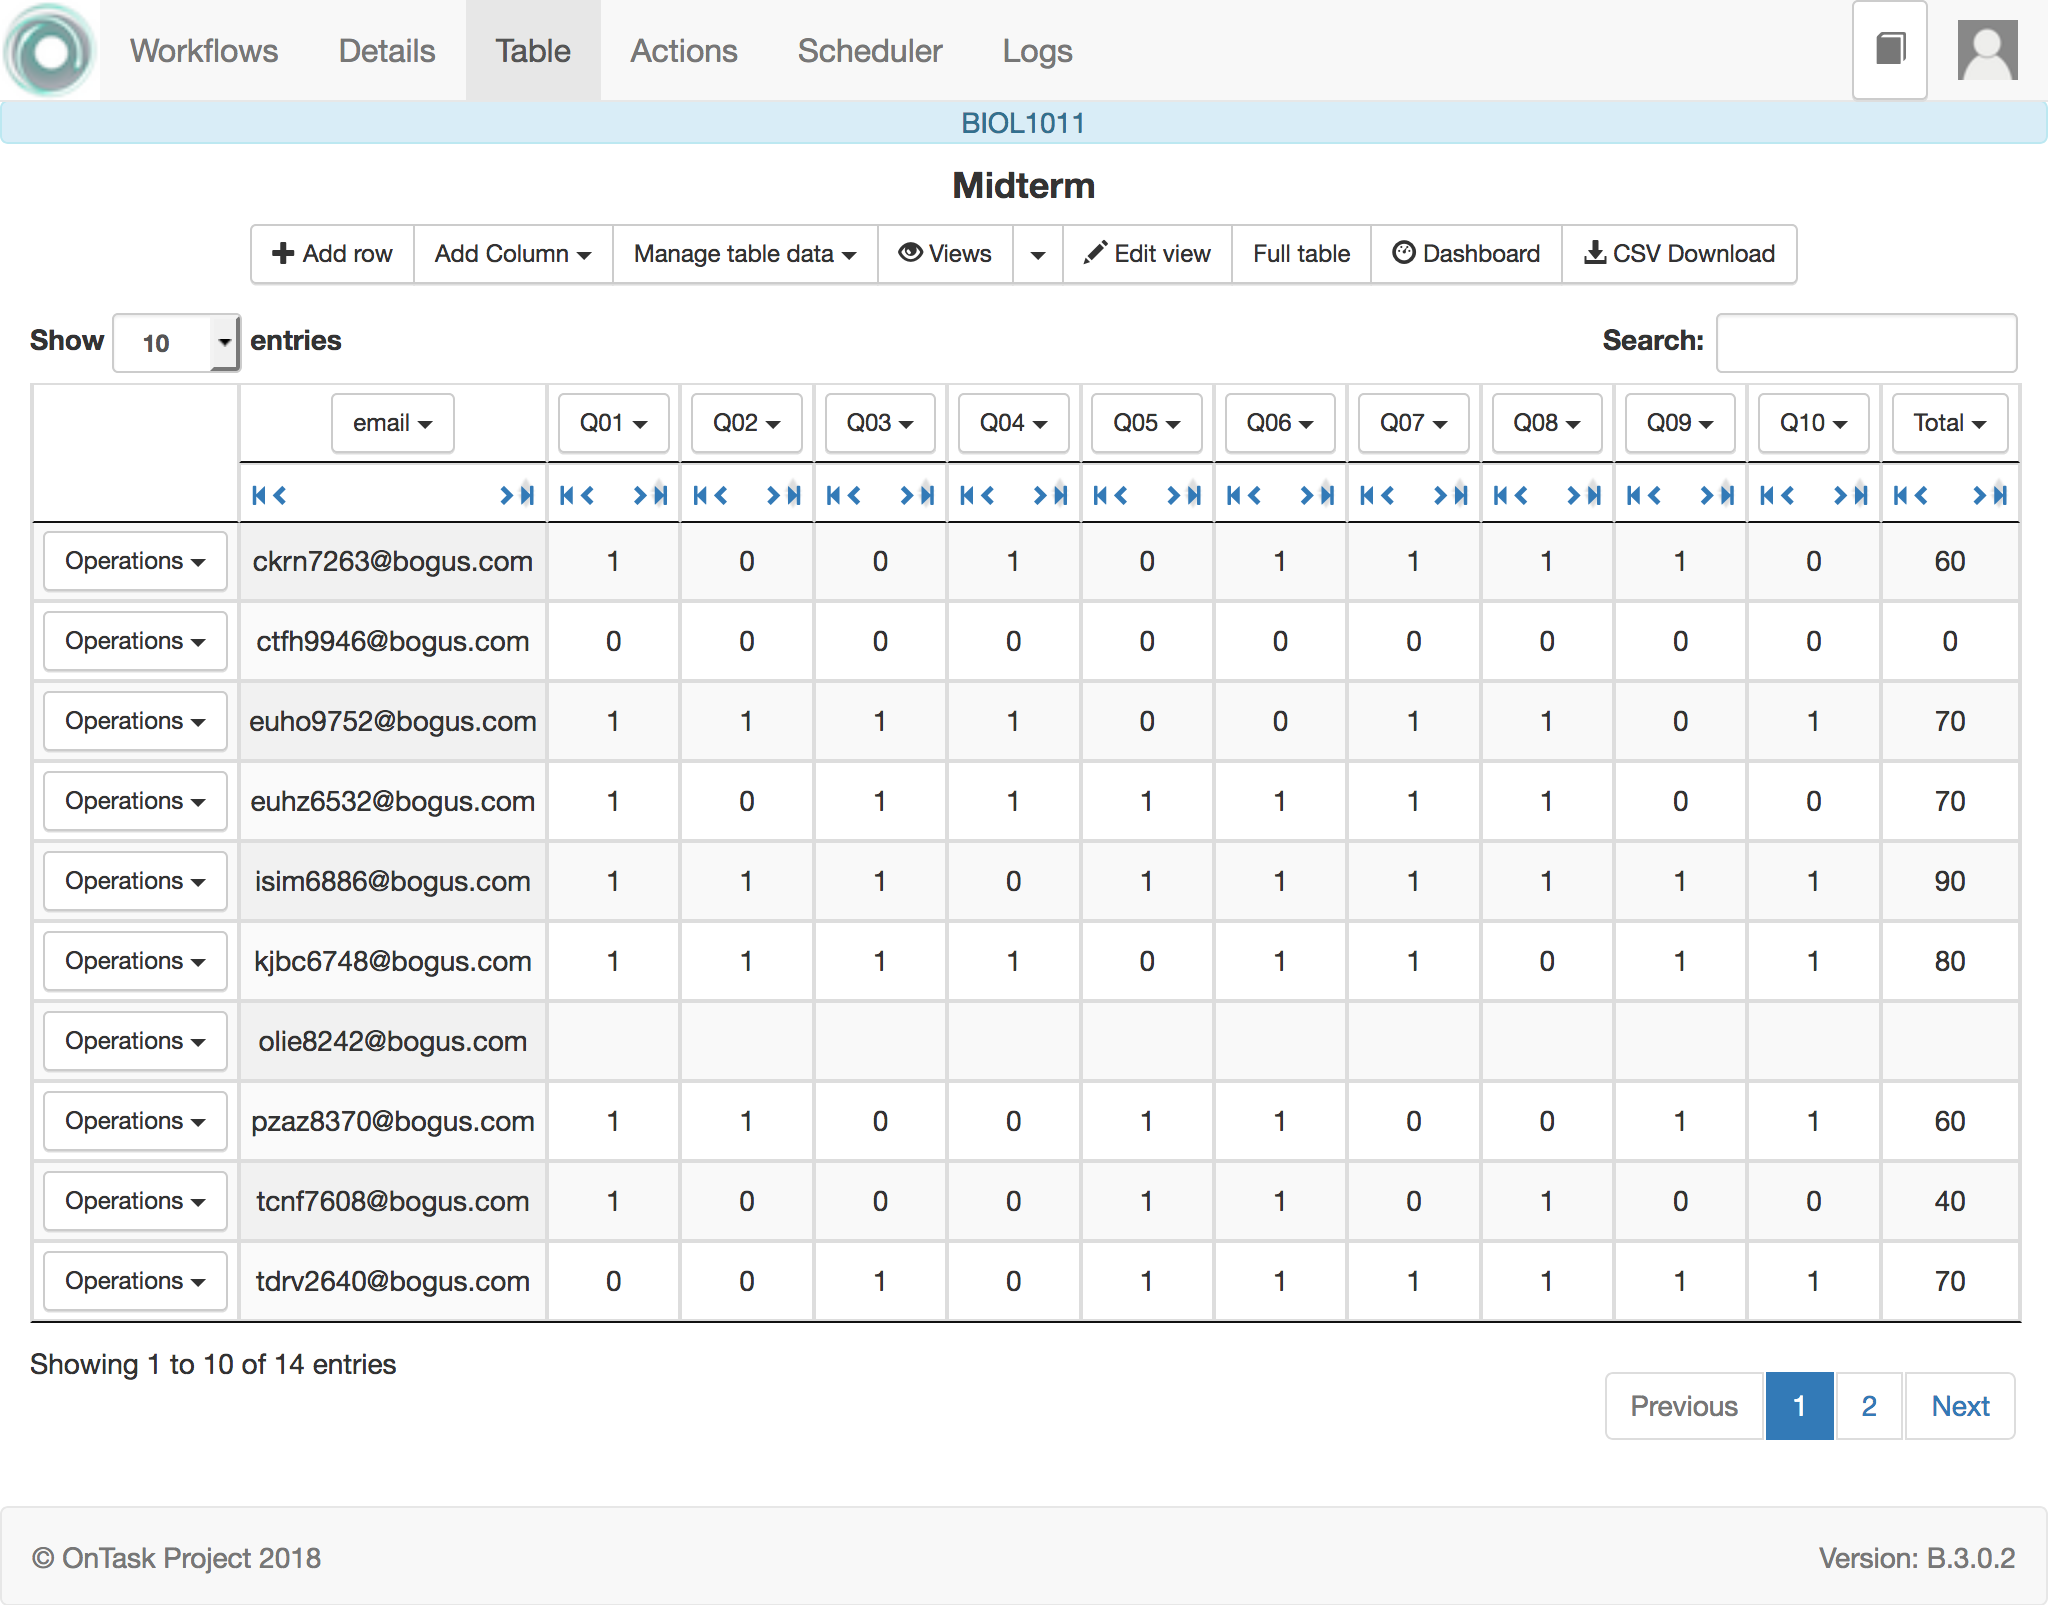 Workflows Details Table Actions Scheduler Logs
BIOL1011
Midterm
Add row Add Column Manage table data Views Edit view Full table Dashboard CSV Download
Show 10 entries Search:
email Q01 Q02 Q03 Q04 Q05 Q06 Q07 Q08 Q09 Q10 Total
Operations ckrn7263@bogus.com 1 0 0 1 0 1 1 1 1 0 60
Operations ctfh9946@bogus.com 0 0 0 0 0 0 0 0 0 0 0
Operations euho9752@bogus.com 1 1 1 1 0 0 1 1 0 1 70
Operations euhz6532@bogus.com 1 0 1 1 1 1 1 1 0 0 70
Operations isim6886@bogus.com 1 1 1 0 1 1 1 1 1 1 90
Operations kjbc6748@bogus.com 1 1 1 1 0 1 1 0 1 1 80
Operations olie8242@bogus.com
Operations pzaz8370@bogus.com 1 1 0 0 1 1 0 0 1 1 60
Operations tcnf7608@bogus.com 1 0 0 0 1 1 0 1 0 0 40
Operations tdrv2640@bogus.com 0 0 1 0 1 1 1 1 1 1 70
Showing 1 to 10 of 14 entries
Previous 1 2 Next
© OnTask Project 2018 Version: B.3.0.2